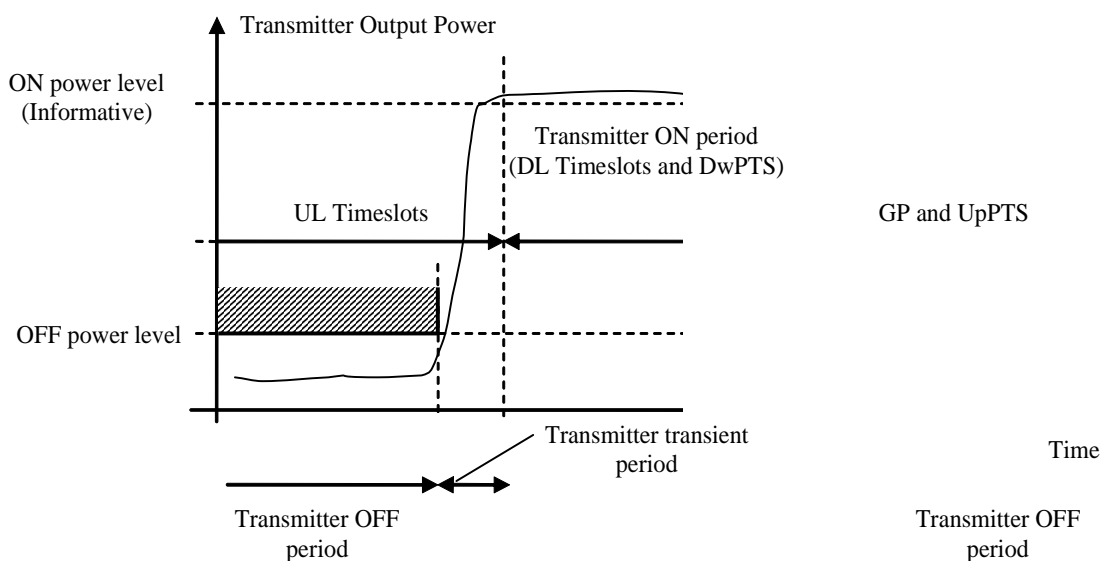 Transmitter Output Power
ON power level
(Informative)
Transmitter ON period
(DL Timeslots and DwPTS)
UL Timeslots
GP and UpPTS
OFF power level
Transmitter transient
period
Time
Transmitter OFF
period
Transmitter OFF
period